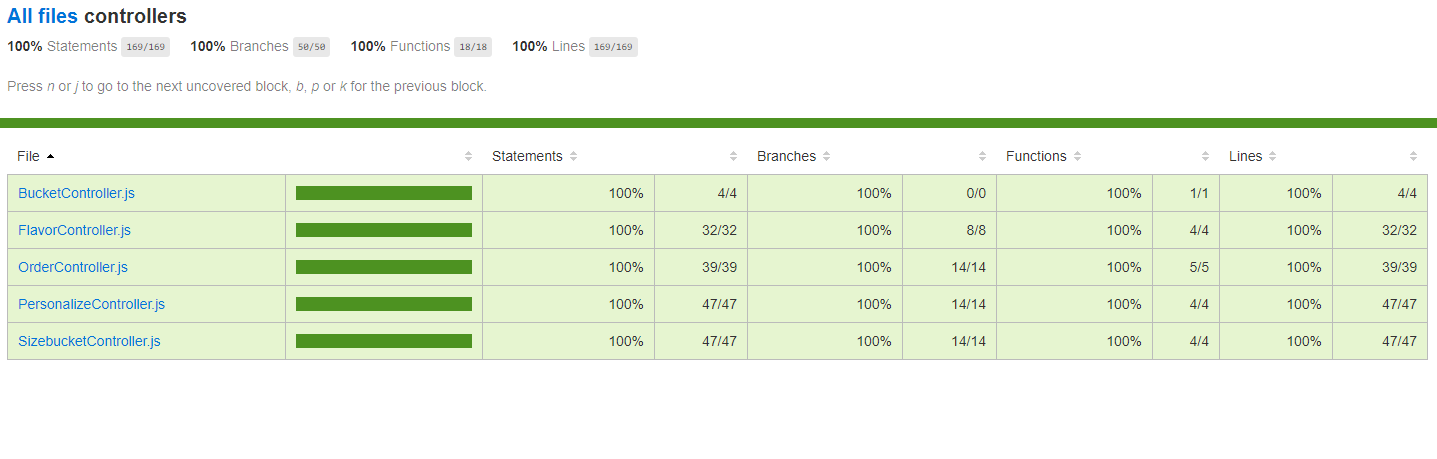 All files controllers
100% Statements 169/169 100% Branches 50/50 100% Functions 18/18 100% Lines 169/169
Press n or j to go to the next uncovered block, b, p or k for the previous block.
File Statements Branches Functions Lines
BucketController.js 100% 4/4 100% 0/0 100% 1/1 100% 4/4
FlavorController.js 100% 32/32 100% 8/8 100% 4/4 100% 32/32
OrderController.js 100% 39/39 100% 14/14 100% 5/5 100% 39/39
PersonalizeController.js 100% 47/47 100% 14/14 100% 4/4 100% 47/47
SizebucketController.js 100% 47/47 100% 14/14 100% 4/4 100% 47/47